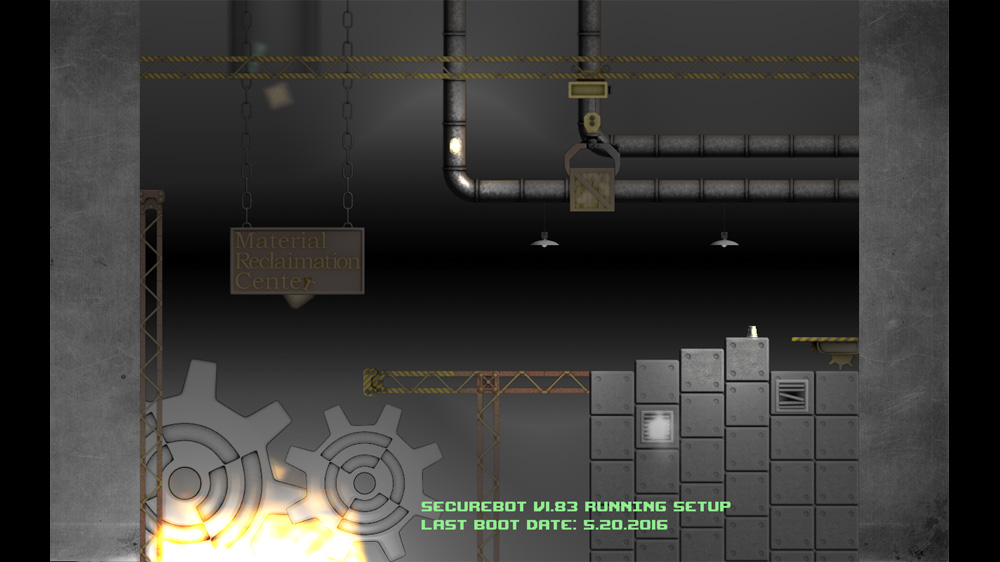 Material
Reclaimation
Center
SECUREBOT V1.83 RUNNING SETUP
LAST BOOT DATE: 5.20.2016